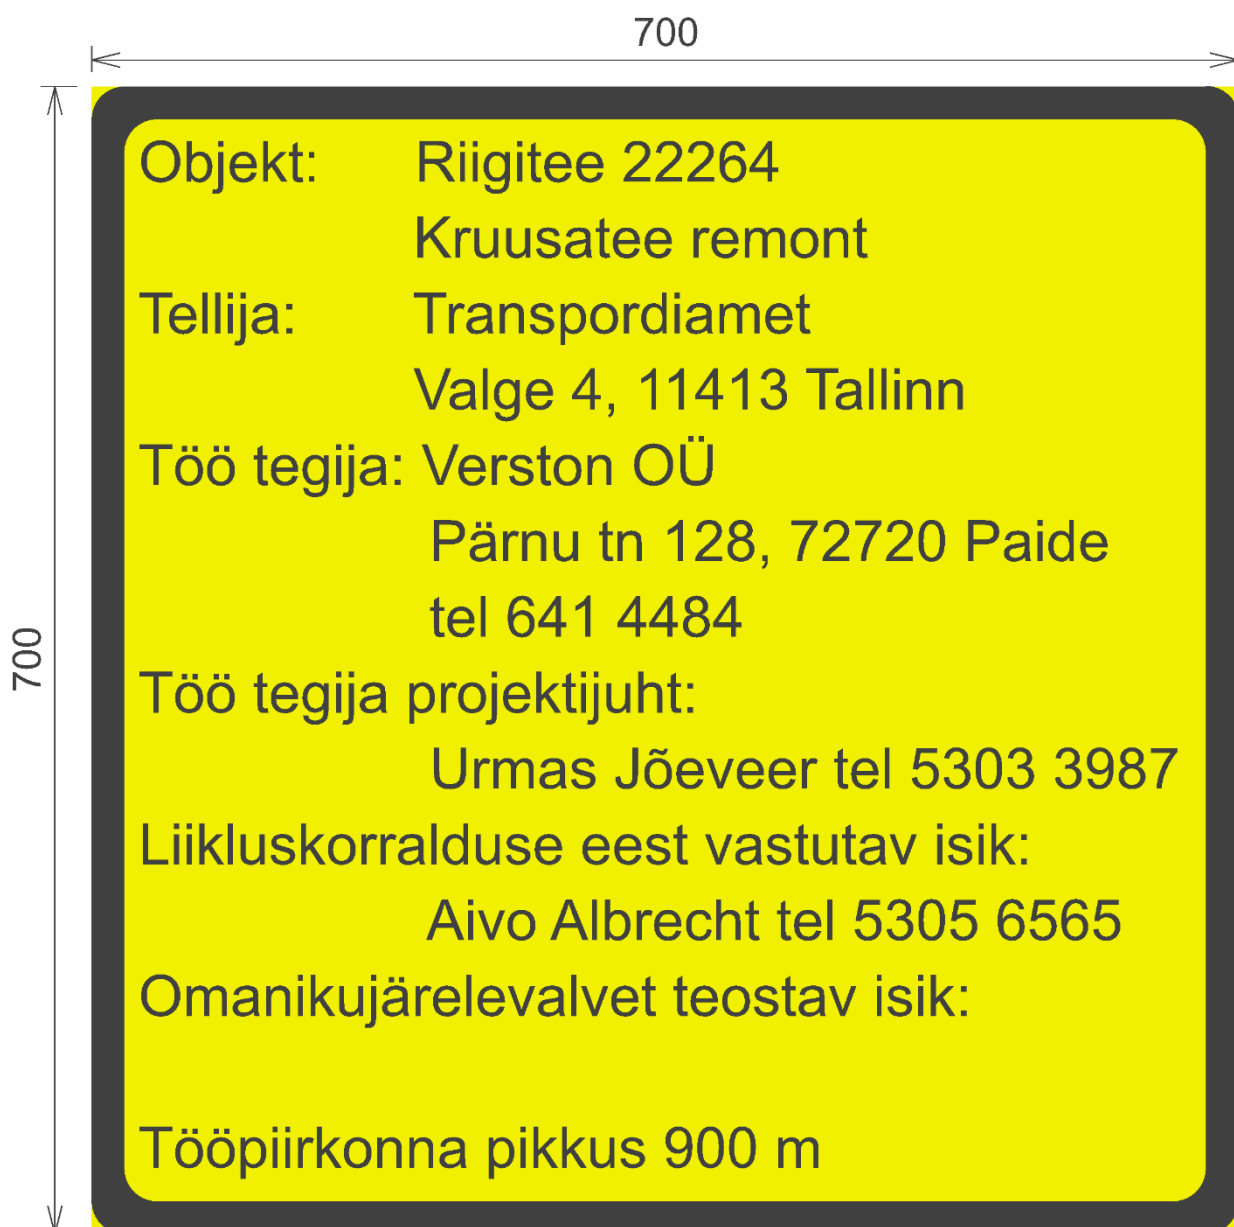 700
700
Objekt: Riigitee 22264
Kruusatee remont
Tellija: Transpordiamet
Valge 4, 11413 Tallinn
Töö tegija: Verston OÜ
Pärnu tn 128, 72720 Paide
tel 641 4484
Töö tegija projektijuht:
Urmas Jõeveer tel 5303 3987
Liikluskorralduse eest vastutav isik:
Aivo Albrecht tel 5305 6565
Omanikujärelevalvet teostav isik:
Tööpiirkonna pikkus 900 m